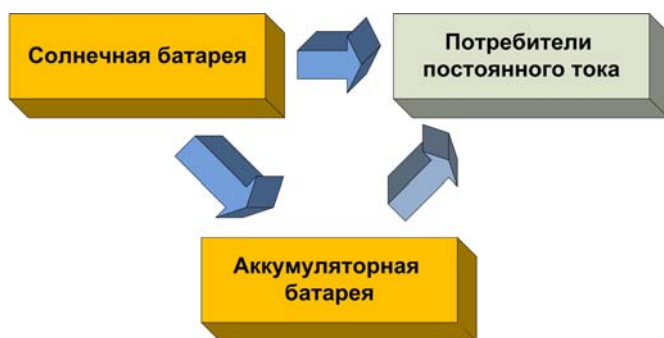 Солнечная батарея
Потребители
постоянного тока
Аккумуляторная
батарея